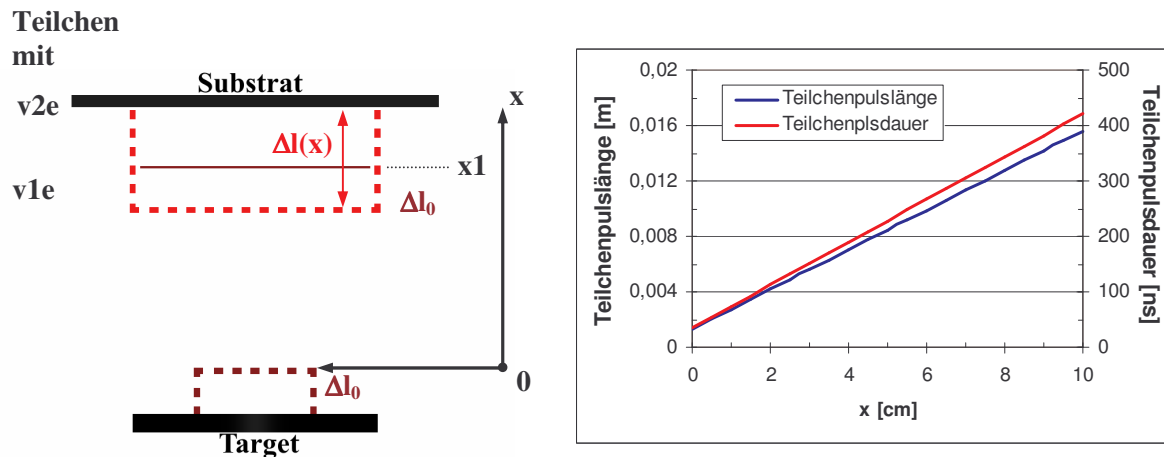 Teilchen
mit
v2e
v1e
Substrat
x
Δl(x)
x1
Δl₀
Δl₀
0
Target
Teilchenpulslänge [m]
0,02
0,016
0,012
0,008
0,004
0
Teilchenpulslänge
Teilchenplsdauer
500
400
300
200
100
0
Teilchenpulsdauer
[ns]
0 2 4 6 8 10
x [cm]